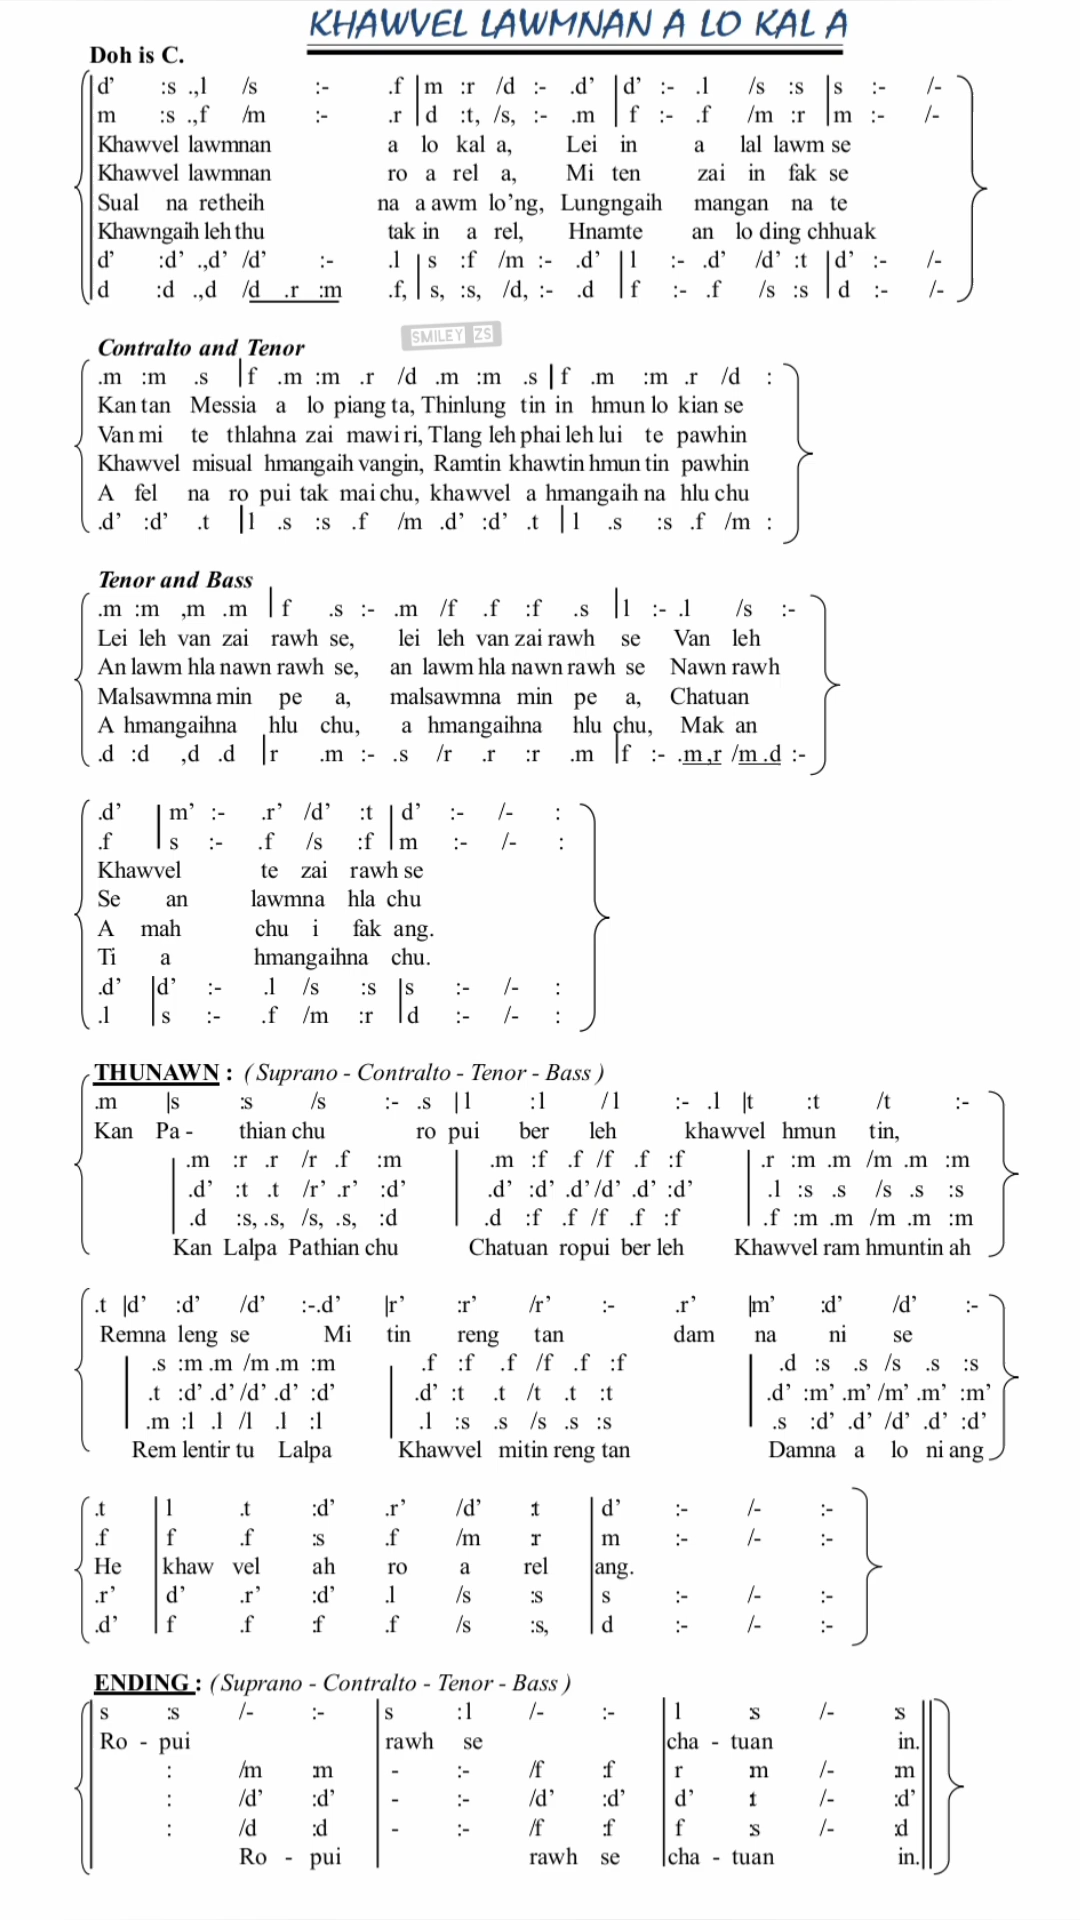 KHAWVEL LAWMNAN A LO KAL A
Doh is C.
d’ :s .,l /s :- .f |m :r /d :- .d’ |d’ :- .l /s :s |s :- /-
m :s .,f /m :- .r |d :t, /s, :- .m |f :- .f /m :r |m :- /-
Khawvel lawmnan a lo kal a, Lei in a lal lawm se
Khawvel lawmnan ro a rel a, Mi ten zai in fak se
Sual na retheih na a awm lo’ng, Lungngaih mangan na te
Khawngaih leh thu tak in a rel, Hnamte an lo ding chhuak
d’ :d’ .,d’ /d’ :- .l |s :f /m :- .d’ |l :- .d’ /d’ :t |d’ :- /-
d :d .,d /d .r :m .f, |s, :s, /d, :- .d |f :- .f /s :s |d :- /-
SMILEY ZS
Contralto and Tenor
.m :m .s |f .m :m .r /d .m :m .s |f .m :m .r /d :
Kan tan Messia a lo piang ta, Thinlung tin in hmun lo kian se
Van mi te thlahna zai mawi ri, Tlang leh phai leh lui te pawhin
Khawvel misual hmangaih vangin, Ramtin khawtin hmun tin pawhin
A fel na ro pui tak mai chu, khawvel a hmangaih na hlu chu
.d’ :d’ .t |l .s :s .f /m .d’ :d’ .t |l .s :s .f /m :
Tenor and Bass
.m :m ,m .m |f .s :- .m /f .f :f .s |l :- .l /s :-
Lei leh van zai rawh se, lei leh van zai rawh se Van leh
An lawm hla nawn rawh se, an lawm hla nawn rawh se Nawn rawh
Malsawmna min pe a, malsawmna min pe a, Chatuan
A hmangaihna hlu chu, a hmangaihna hlu chu, Mak an
.d :d ,d .d |r .m :- .s /r .r :r .m |f :- .m ,r /m .d :-
.d’ |m’ :- .r’ /d’ :t |d’ :- /- :
.f |s :- .f /s :f |m :- /- :
Khawvel te zai rawh se
Se an lawmna hla chu
A mah chu i fak ang.
Ti a hmangaihna chu.
.d’ |d’ :- .l /s :s |s :- /- :
.l |s :- .f /m :r |d :- /- :
THUNAWN : ( Suprano - Contralto - Tenor - Bass )
.m |s :s /s :- .s |l :l /l :- .l |t :t /t :-
Kan Pa - thian chu ro pui ber leh khawvel hmun tin,
|.m :r .r /r .f :m |.m :f .f /f .f :f |.r :m .m /m .m :m
|.d’ :t .t /r’ .r’ :d’ |.d’ :d’ .d’ /d’ .d’ :d’ |.l :s .s /s .s :s
|.d :s, .s, /s, .s, :d |.d :f .f /f .f :f |.f :m .m /m .m :m
Kan Lalpa Pathian chu Chatuan ropui ber leh Khawvel ram hmuntin ah
.t |d’ :d’ /d’ :-.d’ |r’ :r’ /r’ :- .r’ |m’ :d’ /d’ :-
Remna leng se Mi tin reng tan dam na ni se
|.s :m .m /m .m :m |.f :f .f /f .f :f |.d :s .s /s .s :s
|.t :d’ .d’ /d’ .d’ :d’ |.d’ :t .t /t .t :t |.d’ :m’ .m’ /m’ .m’ :m’
|.m :l .l /l .l :l |.l :s .s /s .s :s |.s :d’ .d’ /d’ .d’ :d’
Rem lentir tu Lalpa Khawvel mitin reng tan Damna a lo ni ang
.t |l .t :d’ .r’ /d’ :t |d’ :- /- :-
.f |f .f :s .f /m :r |m :- /- :-
He |khaw vel ah ro a rel |ang.
.r’ |d’ .r’ :d’ .l /s :s |s :- /- :-
.d’ |f .f :f .f /s :s, |d :- /- :-
ENDING : ( Suprano - Contralto - Tenor - Bass )
|s :s /- :- |s :l /- :- |l :s /- :s
Ro - pui rawh se cha - tuan in.
: /m :m |- :- /f :f |r :m /- :m
: /d’ :d’ |- :- /d’ :d’ |d’ :t /- :d’
: /d :d |- :- /f :f |f :s /- :d
Ro - pui rawh se cha - tuan in.